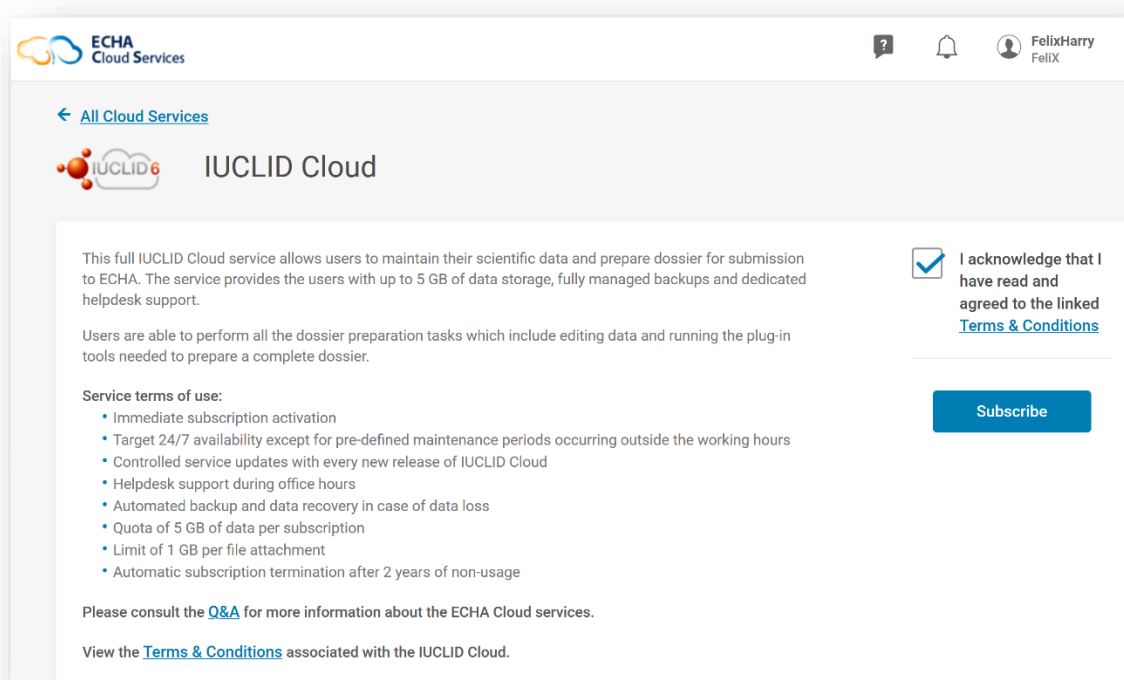 ECHA
Cloud Services
?
FelixHarry
FeliX
← All Cloud Services
IUCLID 6
IUCLID Cloud
This full IUCLID Cloud service allows users to maintain their scientific data and prepare dossier for submission
to ECHA. The service provides the users with up to 5 GB of data storage, fully managed backups and dedicated
helpdesk support.
Users are able to perform all the dossier preparation tasks which include editing data and running the plug-in
tools needed to prepare a complete dossier.
Service terms of use:
• Immediate subscription activation
• Target 24/7 availability except for pre-defined maintenance periods occurring outside the working hours
• Controlled service updates with every new release of IUCLID Cloud
• Helpdesk support during office hours
• Automated backup and data recovery in case of data loss
• Quota of 5 GB of data per subscription
• Limit of 1 GB per file attachment
• Automatic subscription termination after 2 years of non-usage
Please consult the Q&A for more information about the ECHA Cloud services.
View the Terms & Conditions associated with the IUCLID Cloud.
I acknowledge that I
have read and
agreed to the linked
Terms & Conditions
Subscribe